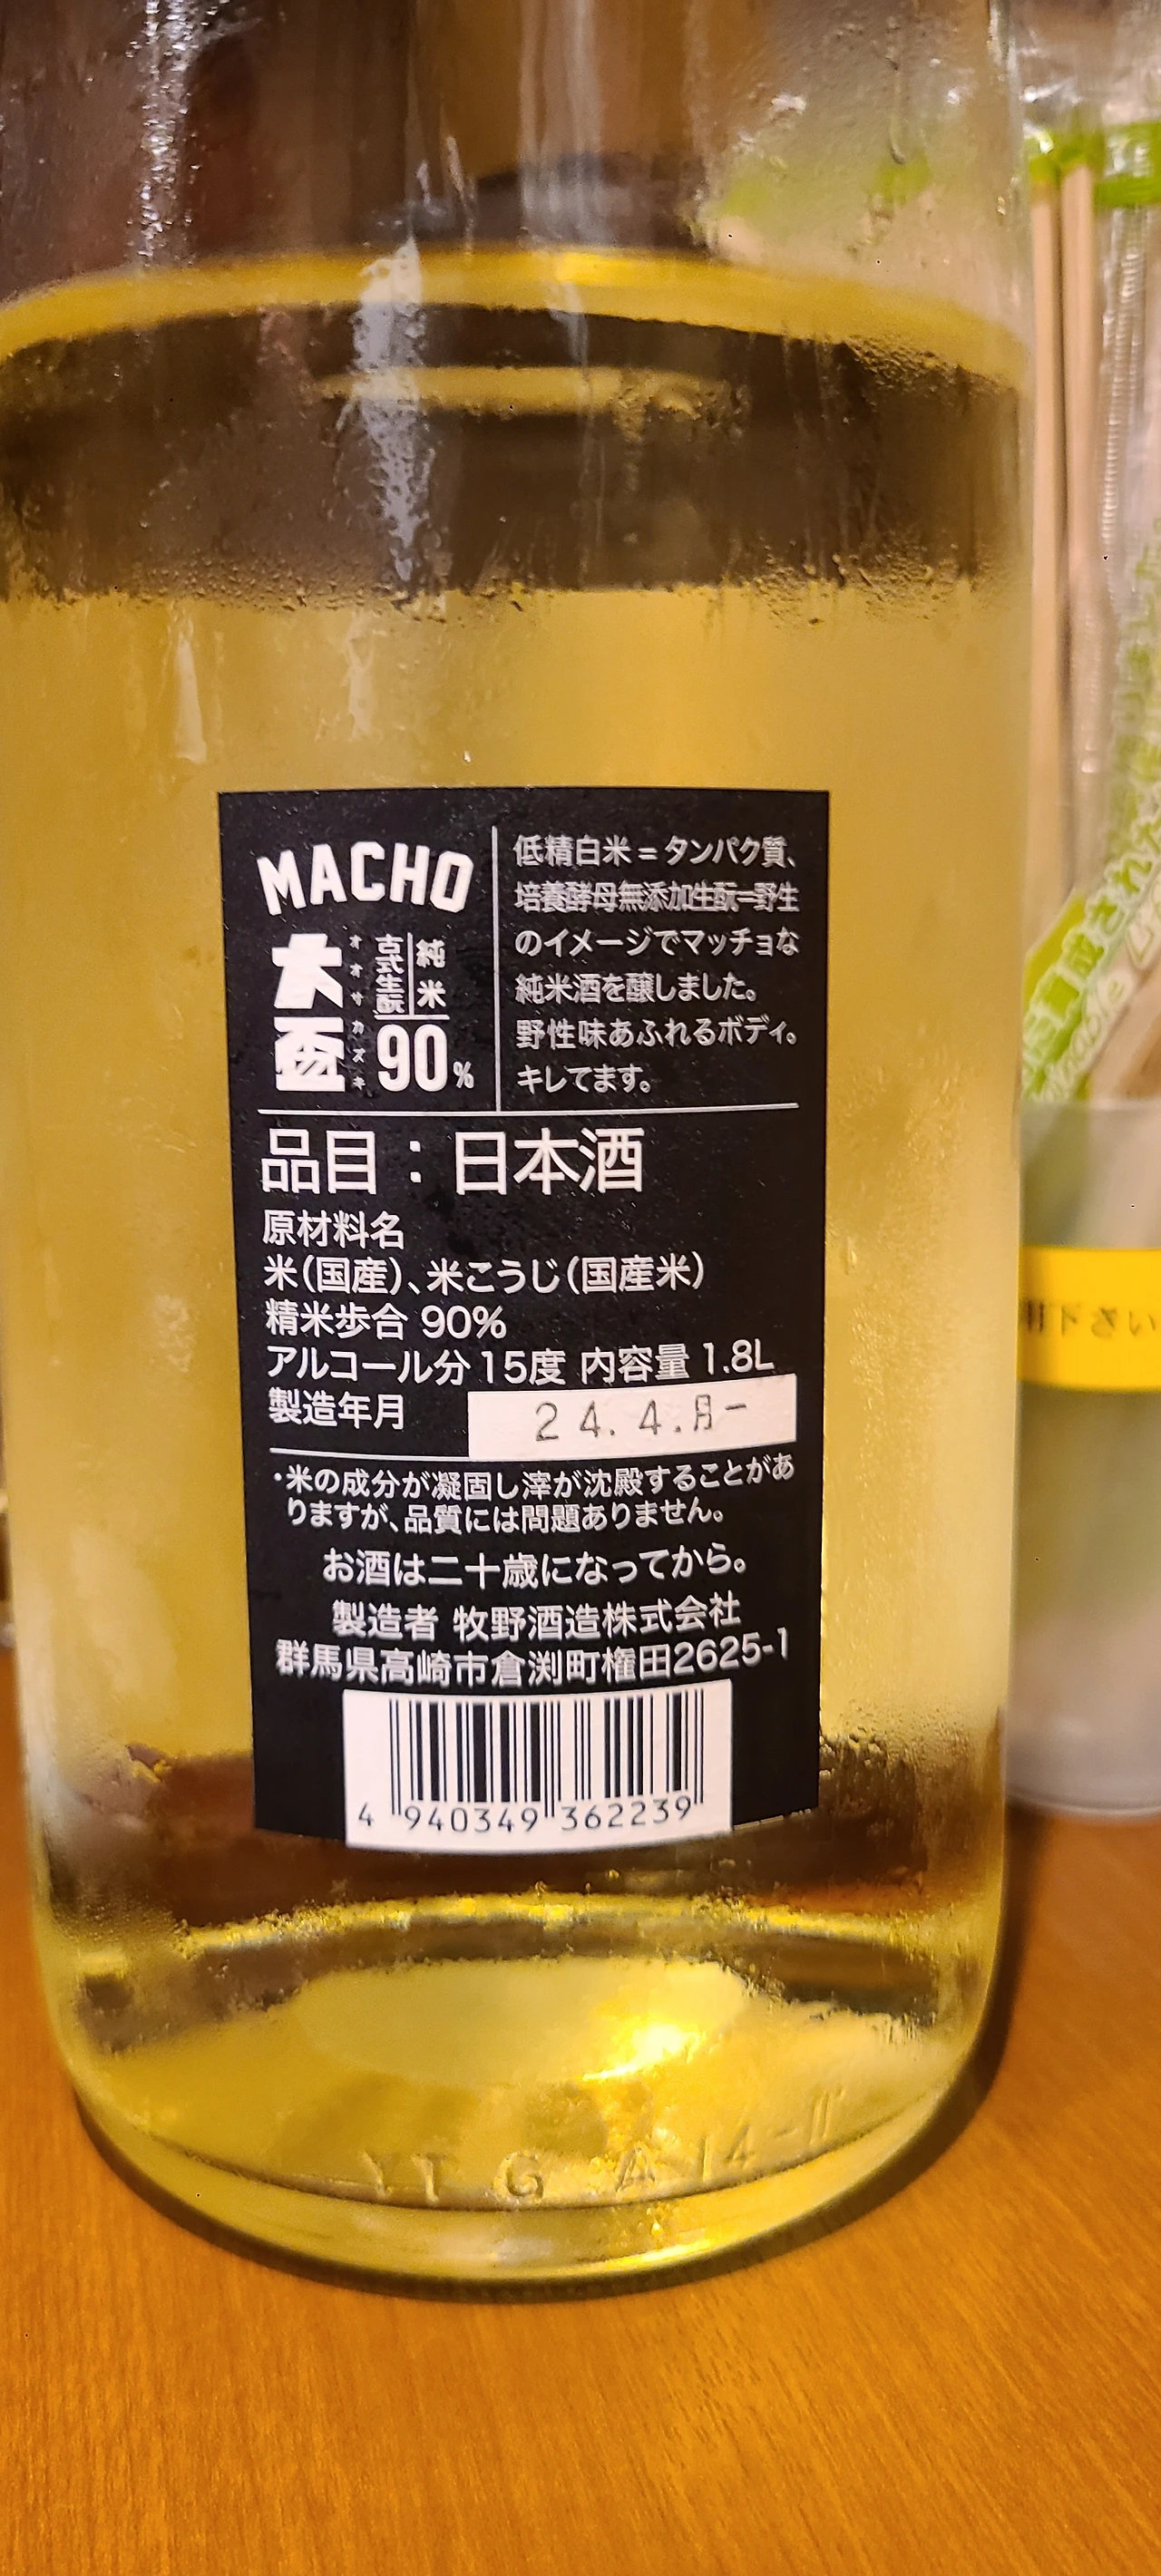 MACHO
大盃
オオサカズキ
古式生酛
純米
90%
低精白米=タンパク質、
培養酵母無添加生酛=野生
のイメージでマッチョな
純米酒を醸しました。
野性味あふれるボディ。
キレてます。
品目:日本酒
原材料名
米(国産)、米こうじ(国産米)
精米歩合 90%
アルコール分 15度 内容量 1.8L
製造年月
24.4.月-
・米の成分が凝固し滓が沈殿することがあ
りますが、品質には問題ありません。
お酒は二十歳になってから。
製造者 牧野酒造株式会社
群馬県高崎市倉渕町権田2625-1
4 940349 362239
下さい